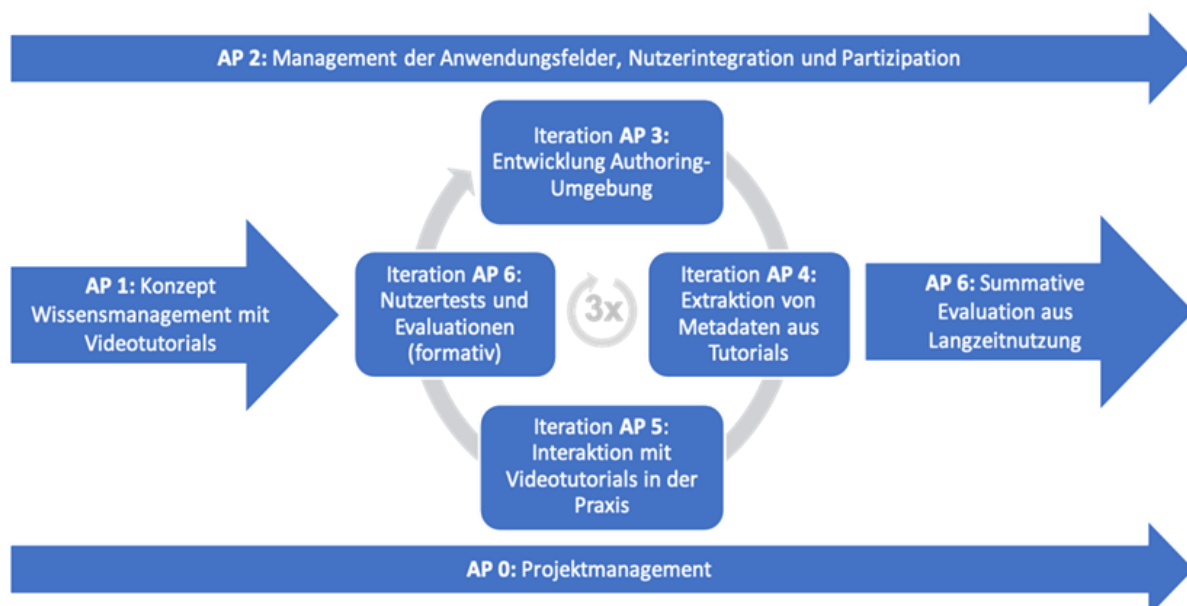 AP 2: Management der Anwendungsfelder, Nutzerintegration und Partizipation
Iteration AP 3:
Entwicklung Authoring-
Umgebung
AP 1: Konzept
Wissensmanagement mit
Videotutorials
Iteration AP 6:
Nutzertests und
Evaluationen
(formativ)
3x
Iteration AP 4:
Extraktion von
Metadaten aus
Tutorials
AP 6: Summative
Evaluation aus
Langzeitnutzung
Iteration AP 5:
Interaktion mit
Videotutorials in der
Praxis
AP 0: Projektmanagement